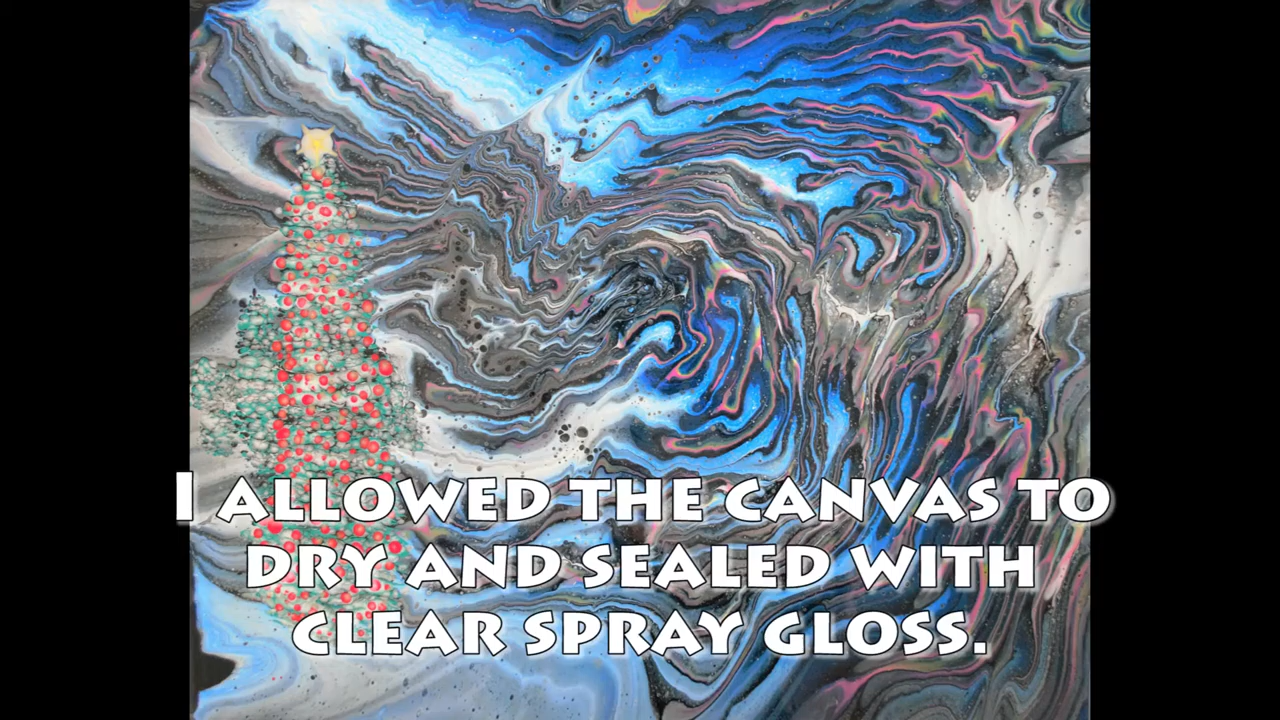 I ALLOWED THE CANVAS TO
DRY AND SEALED WITH
CLEAR SPRAY GLOSS.